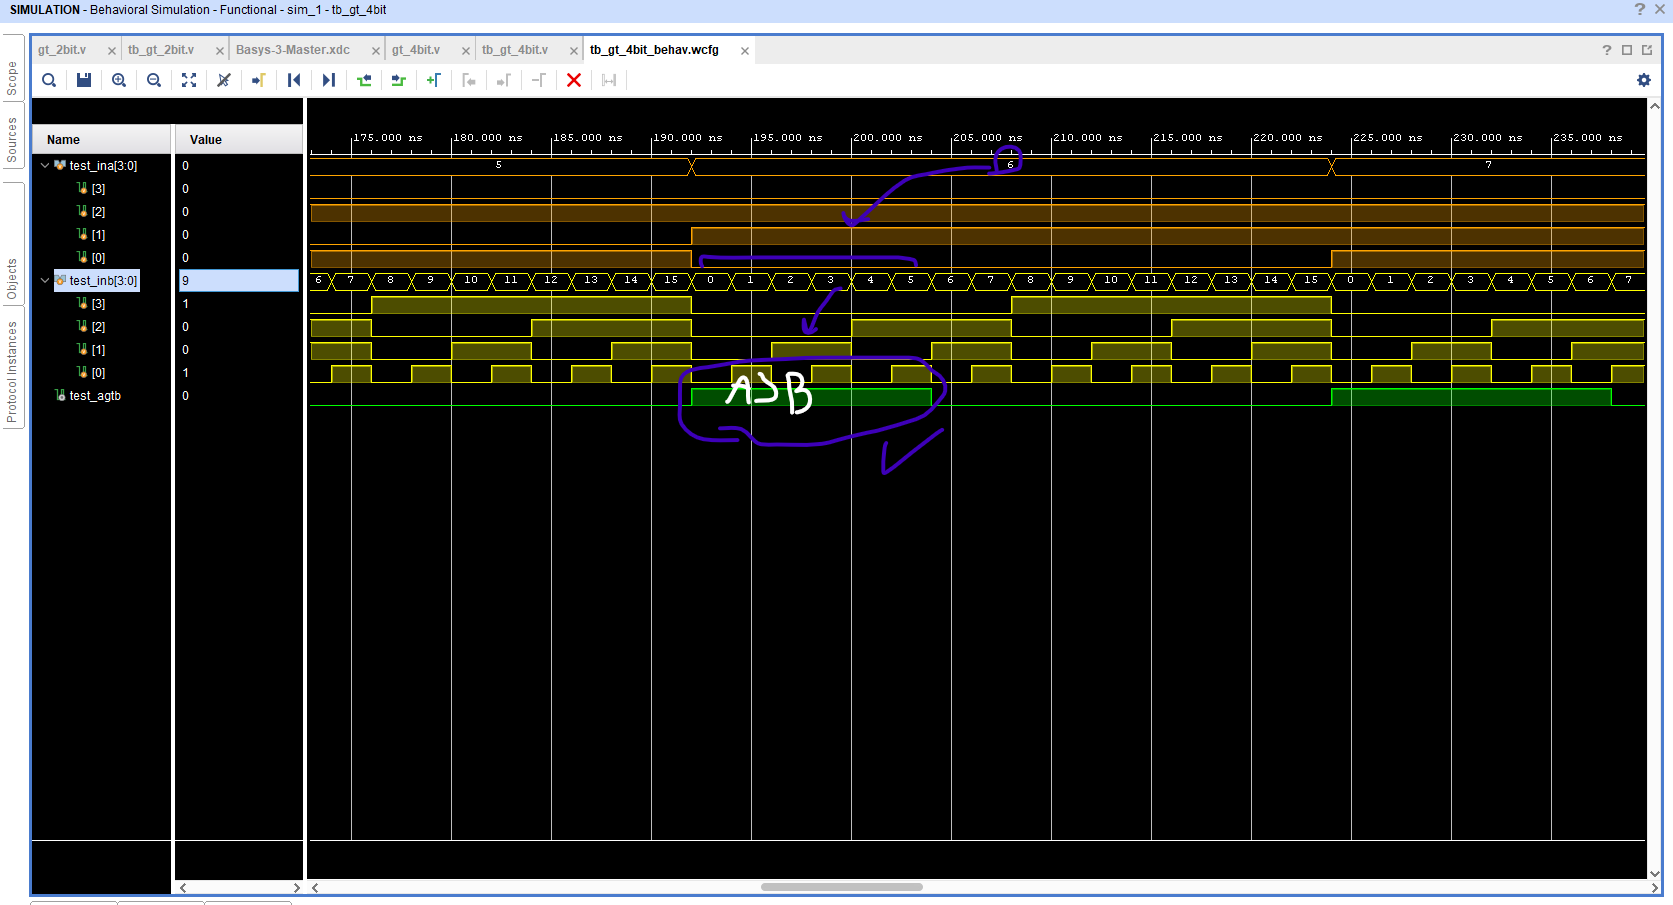 SIMULATION - Behavioral Simulation - Functional - sim_1 - tb_gt_4bit
gt_2bit.v tb_gt_2bit.v Basys-3-Master.xdc gt_4bit.v tb_gt_4bit.v tb_gt_4bit_behav.wcfg
Scope
Sources
Objects
Protocol Instances
Name Value
175.000 ns 180.000 ns 185.000 ns 190.000 ns 195.000 ns 200.000 ns 205.000 ns 210.000 ns 215.000 ns 220.000 ns 225.000 ns 230.000 ns 235.000 ns
test_ina[3:0] 0 5 6 7
[3] 0
[2] 0
[1] 0
[0] 0
test_inb[3:0] 9 6 7 8 9 10 11 12 13 14 15 0 1 2 3 4 5 6 7 8 9 10 11 12 13 14 15 0 1 2 3 4 5 6 7
[3] 1
[2] 0
[1] 0
[0] 1
test_agtb 0
A>B